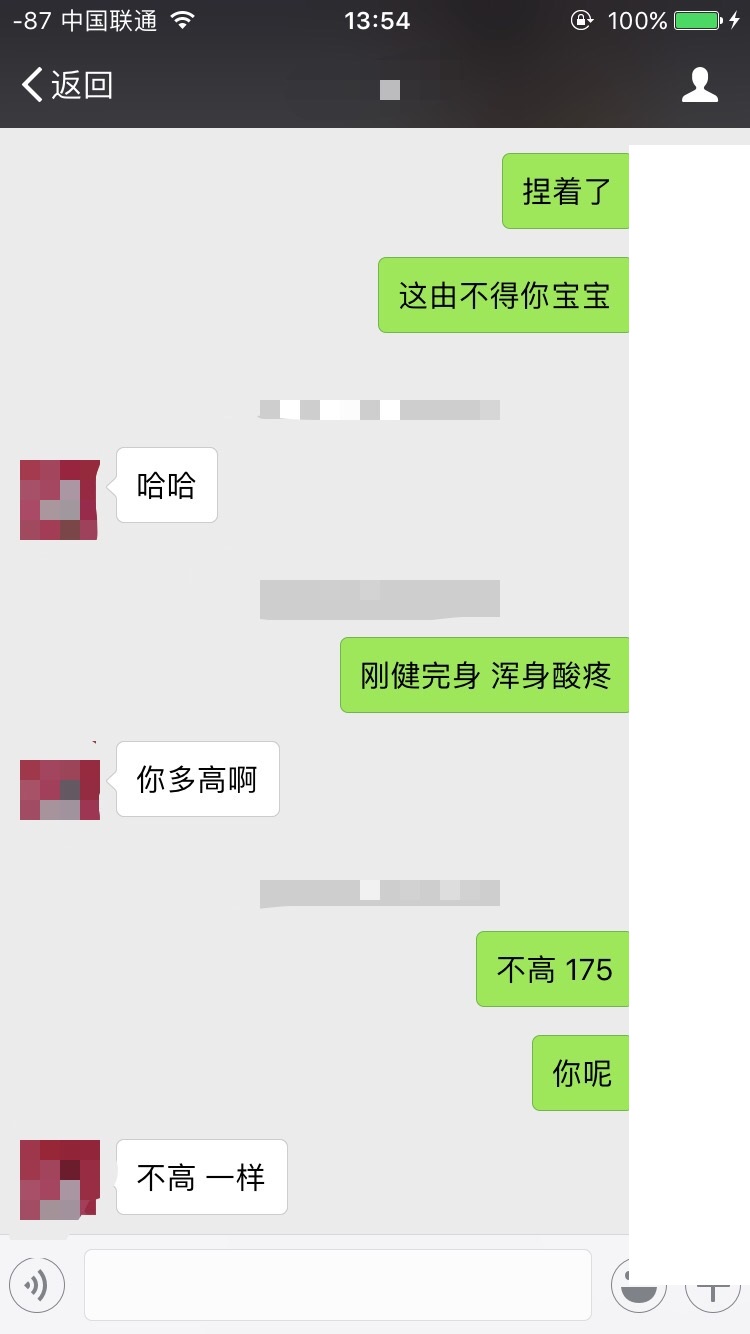 -87 中国联通 13:54 100%
返回
捏着了
这由不得你宝宝
哈哈
刚健完身 浑身酸疼
你多高啊
不高 175
你呢
不高 一样